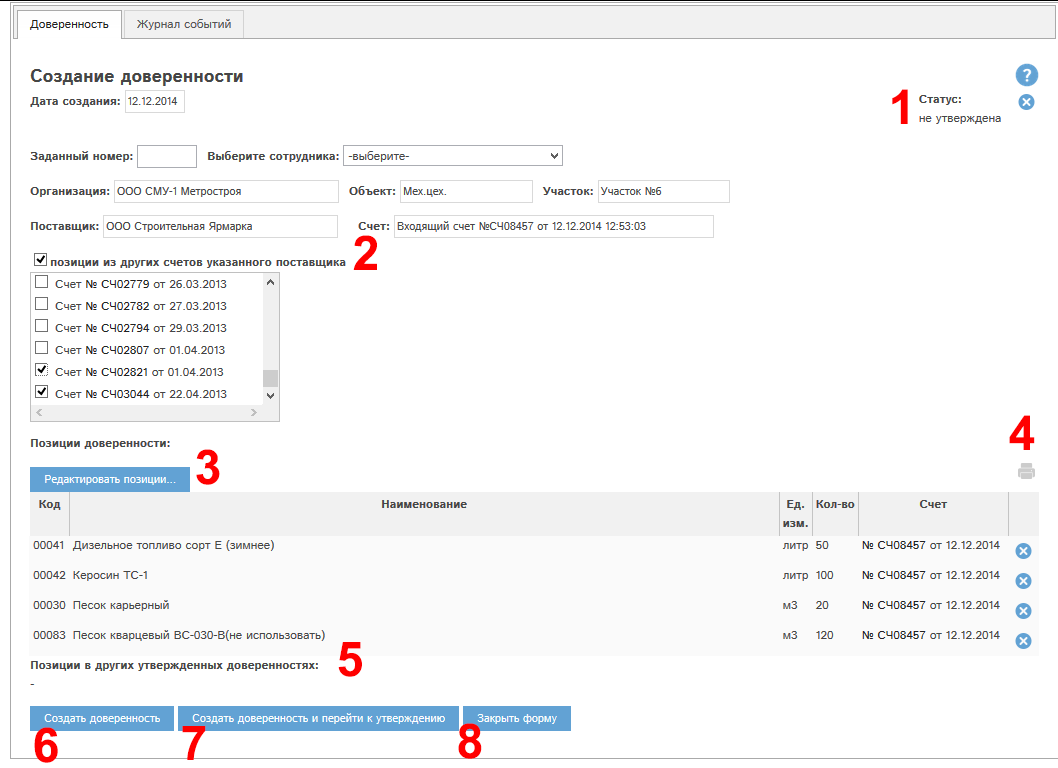 Доверенность Журнал событий
Создание доверенности ?
Дата создания: 12.12.2014 1 Статус:
не утверждена
Заданный номер: Выберите сотрудника: -выберите-
Организация: ООО СМУ-1 Метростроя Объект: Мех.цех. Участок: Участок №6
Поставщик: ООО Строительная Ярмарка Счет: Входящий счет №СЧ08457 от 12.12.2014 12:53:03
позиции из других счетов указанного поставщика 2
Счет № СЧ02779 от 26.03.2013
Счет № СЧ02782 от 27.03.2013
Счет № СЧ02794 от 29.03.2013
Счет № СЧ02807 от 01.04.2013
Счет № СЧ02821 от 01.04.2013
Счет № СЧ03044 от 22.04.2013
Позиции доверенности: 4
Редактировать позиции... 3
Код Наименование Ед. изм. Кол-во Счет
00041 Дизельное топливо сорт Е (зимнее) литр 50 № СЧ08457 от 12.12.2014
00042 Керосин ТС-1 литр 100 № СЧ08457 от 12.12.2014
00030 Песок карьерный м3 20 № СЧ08457 от 12.12.2014
00083 Песок кварцевый ВС-030-В(не использовать) м3 120 № СЧ08457 от 12.12.2014
Позиции в других утвержденных доверенностях: 5
-
Создать доверенность Создать доверенность и перейти к утверждению Закрыть форму
6 7 8